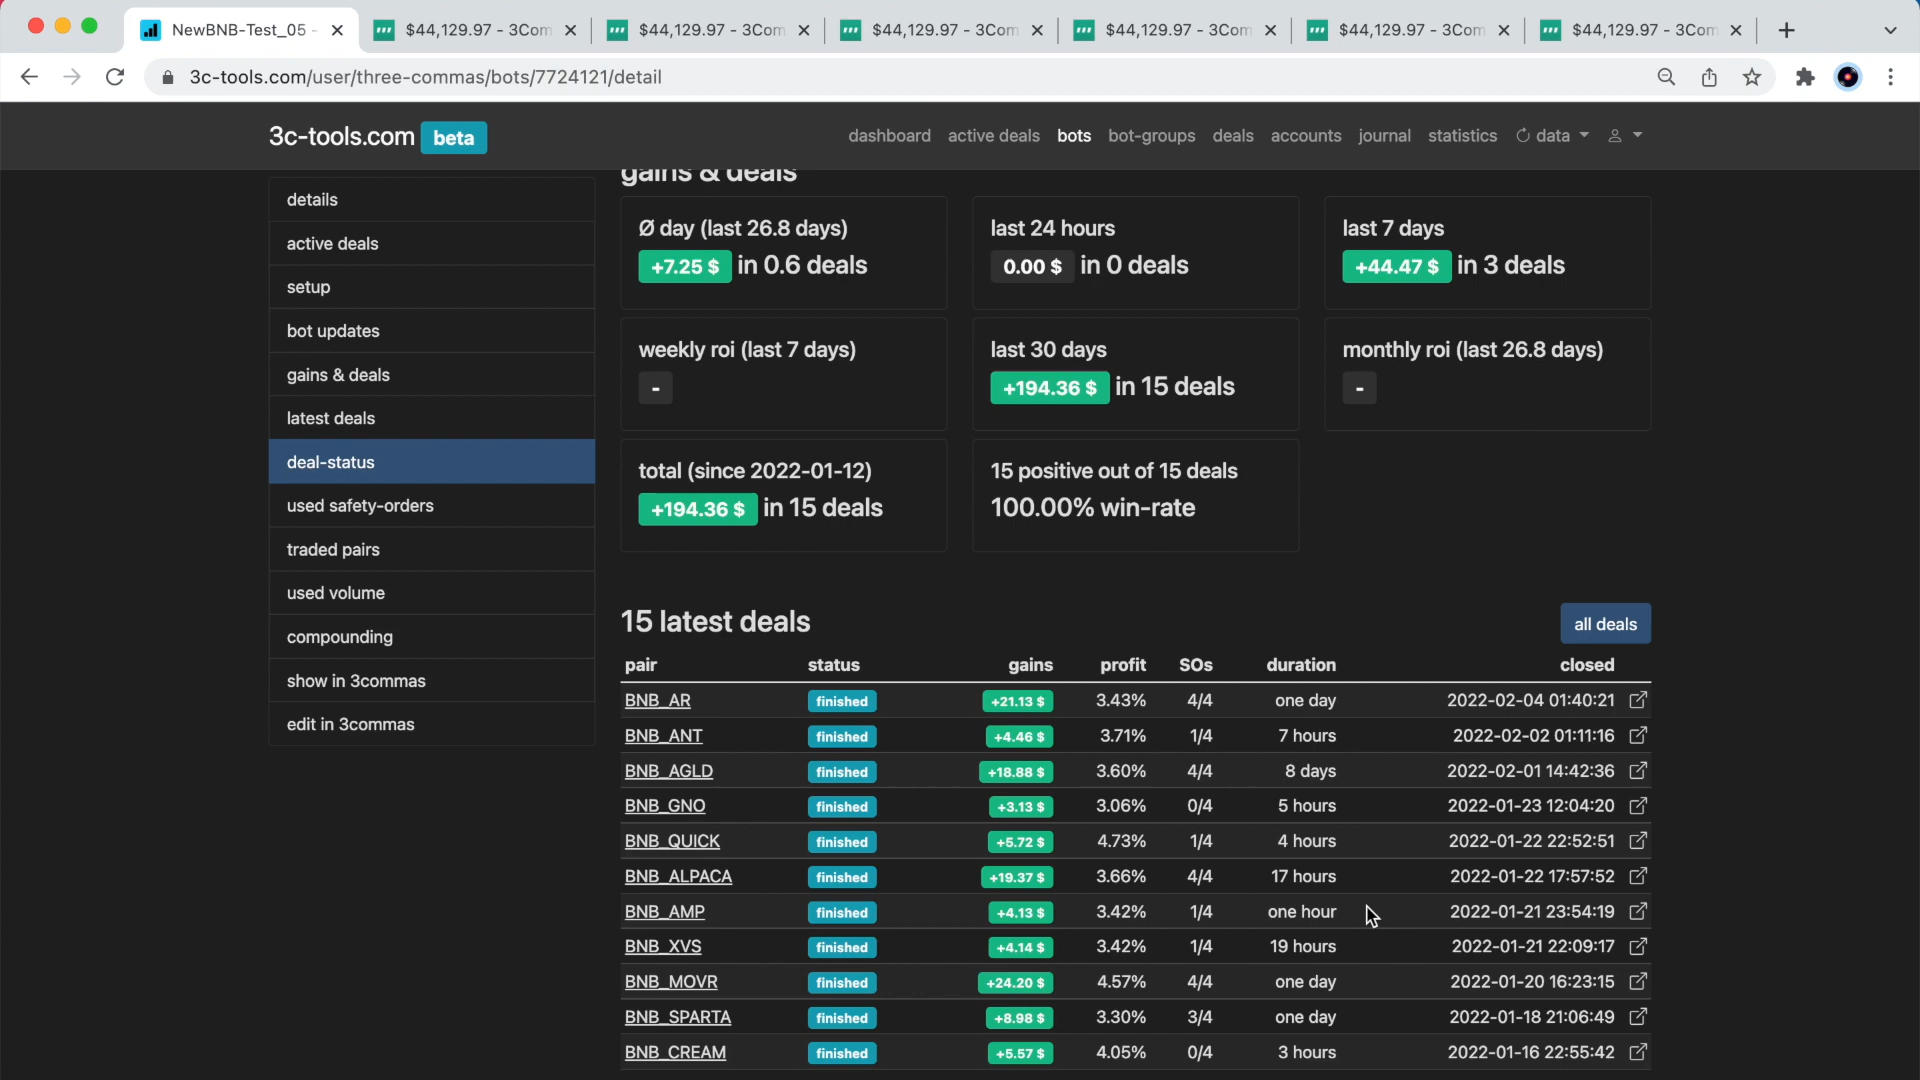 NewBNB-Test_05 -
$44,129.97 - 3Com
$44,129.97 - 3Com
$44,129.97 - 3Com
$44,129.97 - 3Com
$44,129.97 - 3Com
$44,129.97 - 3Com
3c-tools.com/user/three-commas/bots/7724121/detail
3c-tools.com beta
dashboard active deals bots bot-groups deals accounts journal statistics data
details
active deals
setup
bot updates
gains & deals
latest deals
deal-status
used safety-orders
traded pairs
used volume
compounding
show in 3commas
edit in 3commas
gains & deals
Ø day (last 26.8 days)
+7.25 $ in 0.6 deals
last 24 hours
0.00 $ in 0 deals
last 7 days
+44.47 $ in 3 deals
weekly roi (last 7 days)
-
last 30 days
+194.36 $ in 15 deals
monthly roi (last 26.8 days)
-
total (since 2022-01-12)
+194.36 $ in 15 deals
15 positive out of 15 deals
100.00% win-rate
15 latest deals
all deals
pair status gains profit SOs duration closed
BNB_AR finished +21.13 $ 3.43% 4/4 one day 2022-02-04 01:40:21
BNB_ANT finished +4.46 $ 3.71% 1/4 7 hours 2022-02-02 01:11:16
BNB_AGLD finished +18.88 $ 3.60% 4/4 8 days 2022-02-01 14:42:36
BNB_GNO finished +3.13 $ 3.06% 0/4 5 hours 2022-01-23 12:04:20
BNB_QUICK finished +5.72 $ 4.73% 1/4 4 hours 2022-01-22 22:52:51
BNB_ALPACA finished +19.37 $ 3.66% 4/4 17 hours 2022-01-22 17:57:52
BNB_AMP finished +4.13 $ 3.42% 1/4 one hour 2022-01-21 23:54:19
BNB_XVS finished +4.14 $ 3.42% 1/4 19 hours 2022-01-21 22:09:17
BNB_MOVR finished +24.20 $ 4.57% 4/4 one day 2022-01-20 16:23:15
BNB_SPARTA finished +8.98 $ 3.30% 3/4 one day 2022-01-18 21:06:49
BNB_CREAM finished +5.57 $ 4.05% 0/4 3 hours 2022-01-16 22:55:42